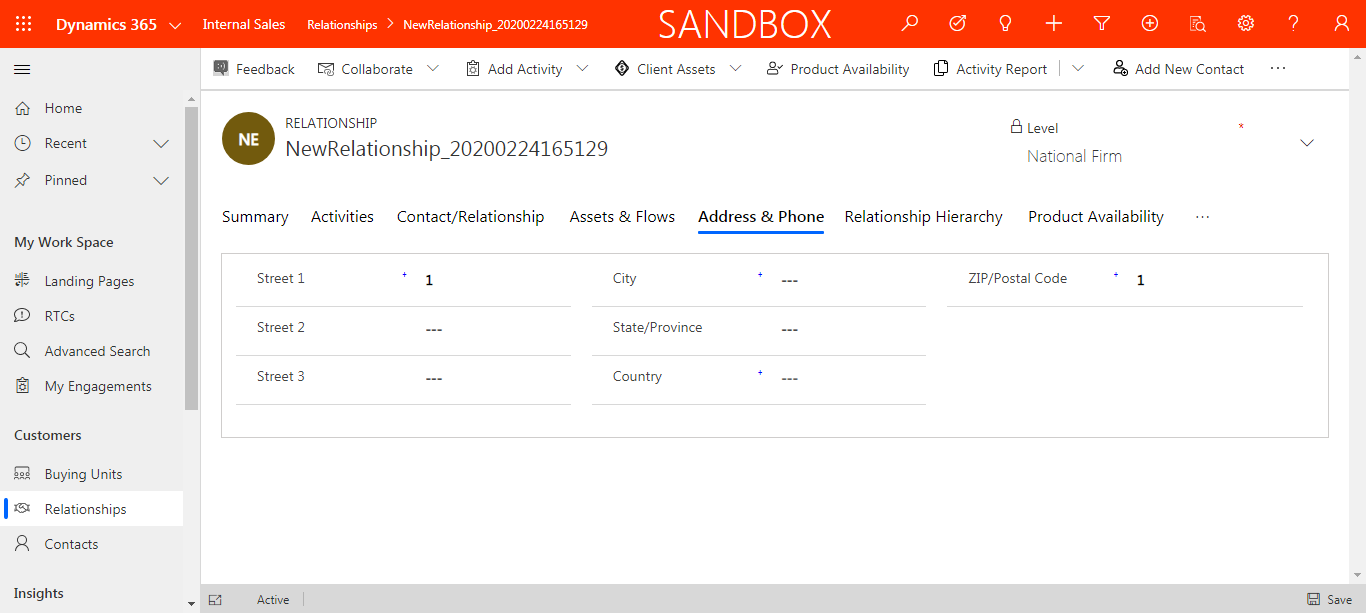 Dynamics 365 Internal Sales Relationships > NewRelationship_20200224165129 SANDBOX
Feedback Collaborate Add Activity Client Assets Product Availability Activity Report Add New Contact ...
Home
Recent
Pinned
My Work Space
Landing Pages
RTCs
Advanced Search
My Engagements
Customers
Buying Units
Relationships
Contacts
Insights
NE
RELATIONSHIP
NewRelationship_20200224165129
Level *
National Firm
Summary Activities Contact/Relationship Assets & Flows Address & Phone Relationship Hierarchy Product Availability ...
Street 1 + 1 City + --- ZIP/Postal Code + 1
Street 2 --- State/Province ---
Street 3 --- Country + ---
Active Save